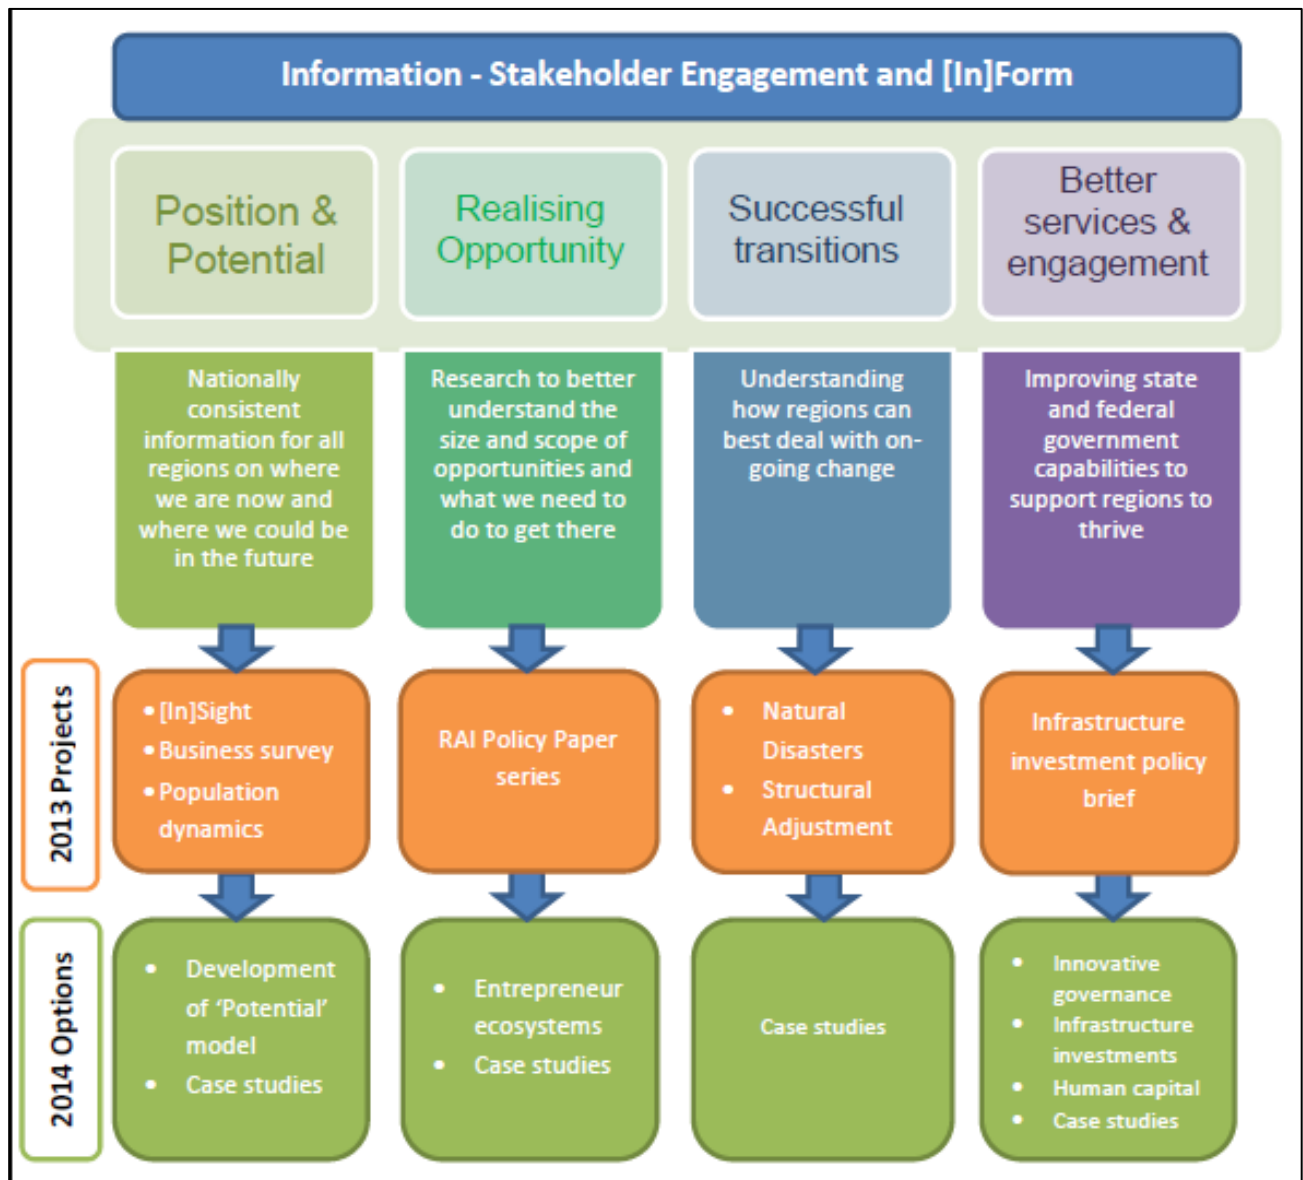 Information - Stakeholder Engagement and [In]Form
Position &
Potential
Realising
Opportunity
Successful
transitions
Better
services &
engagement
Nationally
consistent
information for all
regions on where
we are now and
where we could be
in the future
Research to better
understand the
size and scope of
opportunities and
what we need to
do to get there
Understanding
how regions can
best deal with on-
going change
Improving state
and federal
government
capabilities to
support regions to
thrive
2013 Projects
• [In]Sight
• Business survey
• Population
dynamics
RAI Policy Paper
series
• Natural
Disasters
• Structural
Adjustment
Infrastructure
investment policy
brief
2014 Options
• Development
of ‘Potential’
model
• Case studies
• Entrepreneur
ecosystems
• Case studies
Case studies
• Innovative
governance
• Infrastructure
investments
• Human capital
• Case studies